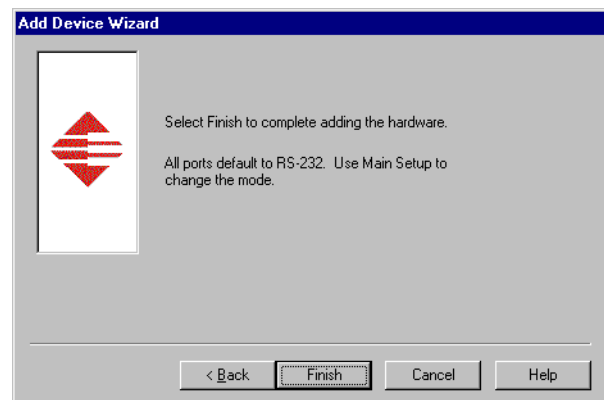 Add Device Wizard
Select Finish to complete adding the hardware.
All ports default to RS-232.  Use Main Setup to
change the mode.
< Back Finish Cancel Help